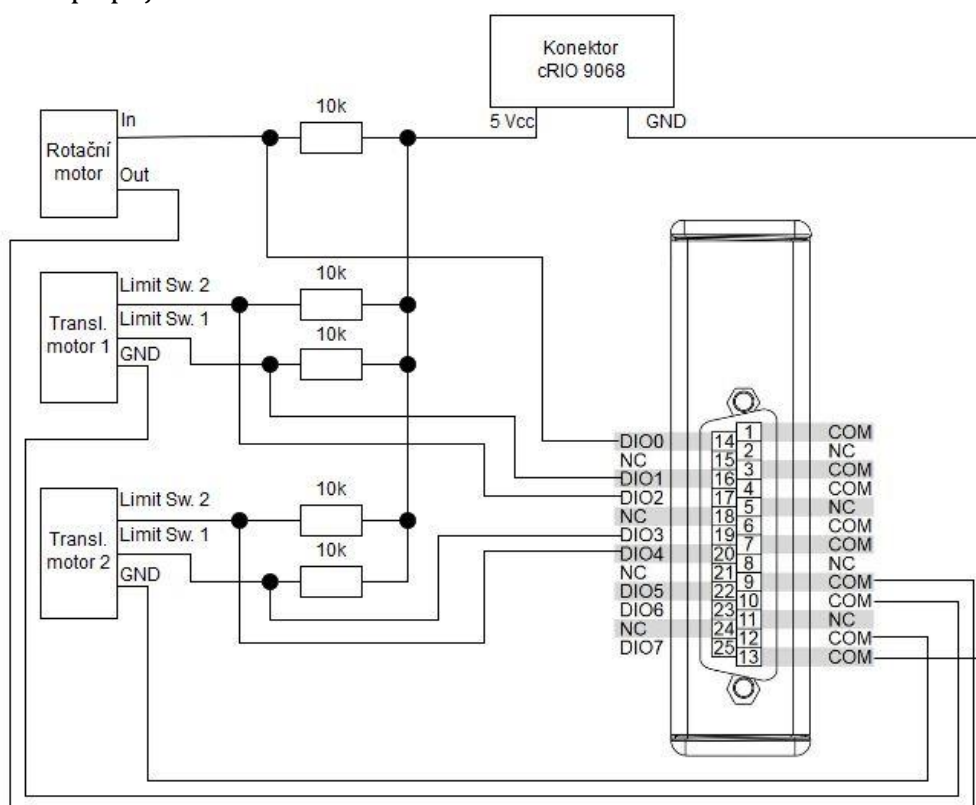 Konektor
cRIO 9068
5 Vcc
GND
10k
In
Rotační
motor
Out
10k
Limit Sw. 2
Limit Sw. 1
10k
Transl.
motor 1
GND
10k
Limit Sw. 2
Limit Sw. 1
10k
Transl.
motor 2
GND
DIO0 14 1 COM
NC 15 2 NC
DIO1 16 3 COM
DIO2 17 4 COM
NC 18 5 NC
DIO3 19 6 COM
DIO4 20 7 COM
NC 21 8 NC
DIO5 22 9 COM
DIO6 23 10 COM
NC 24 11 NC
DIO7 25 12 COM
13 COM